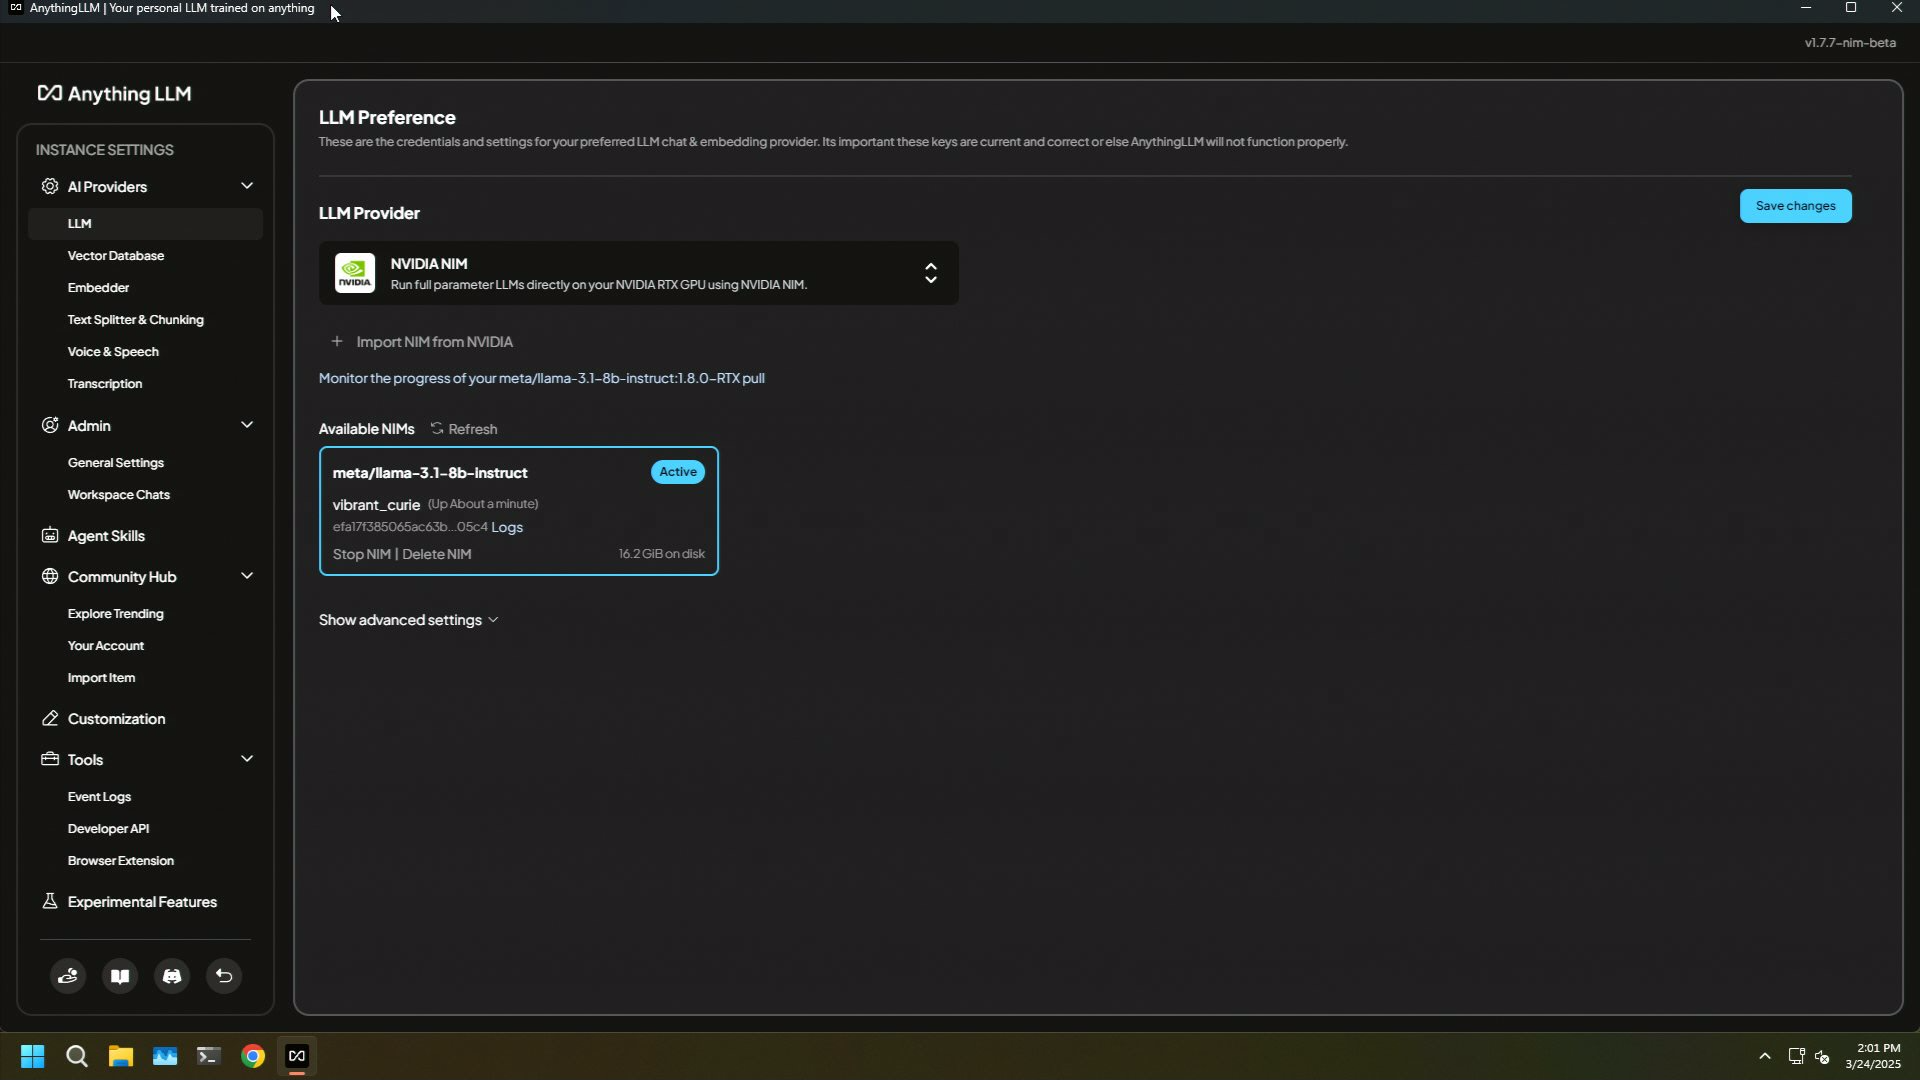 AnythingLLM | Your personal LLM trained on anything
v1.7.7-nim-beta
Anything LLM
INSTANCE SETTINGS
AI Providers
LLM
Vector Database
Embedder
Text Splitter & Chunking
Voice & Speech
Transcription
Admin
General Settings
Workspace Chats
Agent Skills
Community Hub
Explore Trending
Your Account
Import Item
Customization
Tools
Event Logs
Developer API
Browser Extension
Experimental Features
LLM Preference
These are the credentials and settings for your preferred LLM chat & embedding provider. Its important these keys are current and correct or else AnythingLLM will not function properly.
LLM Provider
Save changes
NVIDIA
NVIDIA NIM
Run full parameter LLMs directly on your NVIDIA RTX GPU using NVIDIA NIM.
Import NIM from NVIDIA
Monitor the progress of your meta/llama-3.1-8b-instruct:1.8.0-RTX pull
Available NIMs Refresh
meta/llama-3.1-8b-instruct Active
vibrant_curie (Up About a minute)
efa17f385065ac63b...05c4 Logs
Stop NIM | Delete NIM 16.2 GiB on disk
Show advanced settings
2:01 PM
3/24/2025